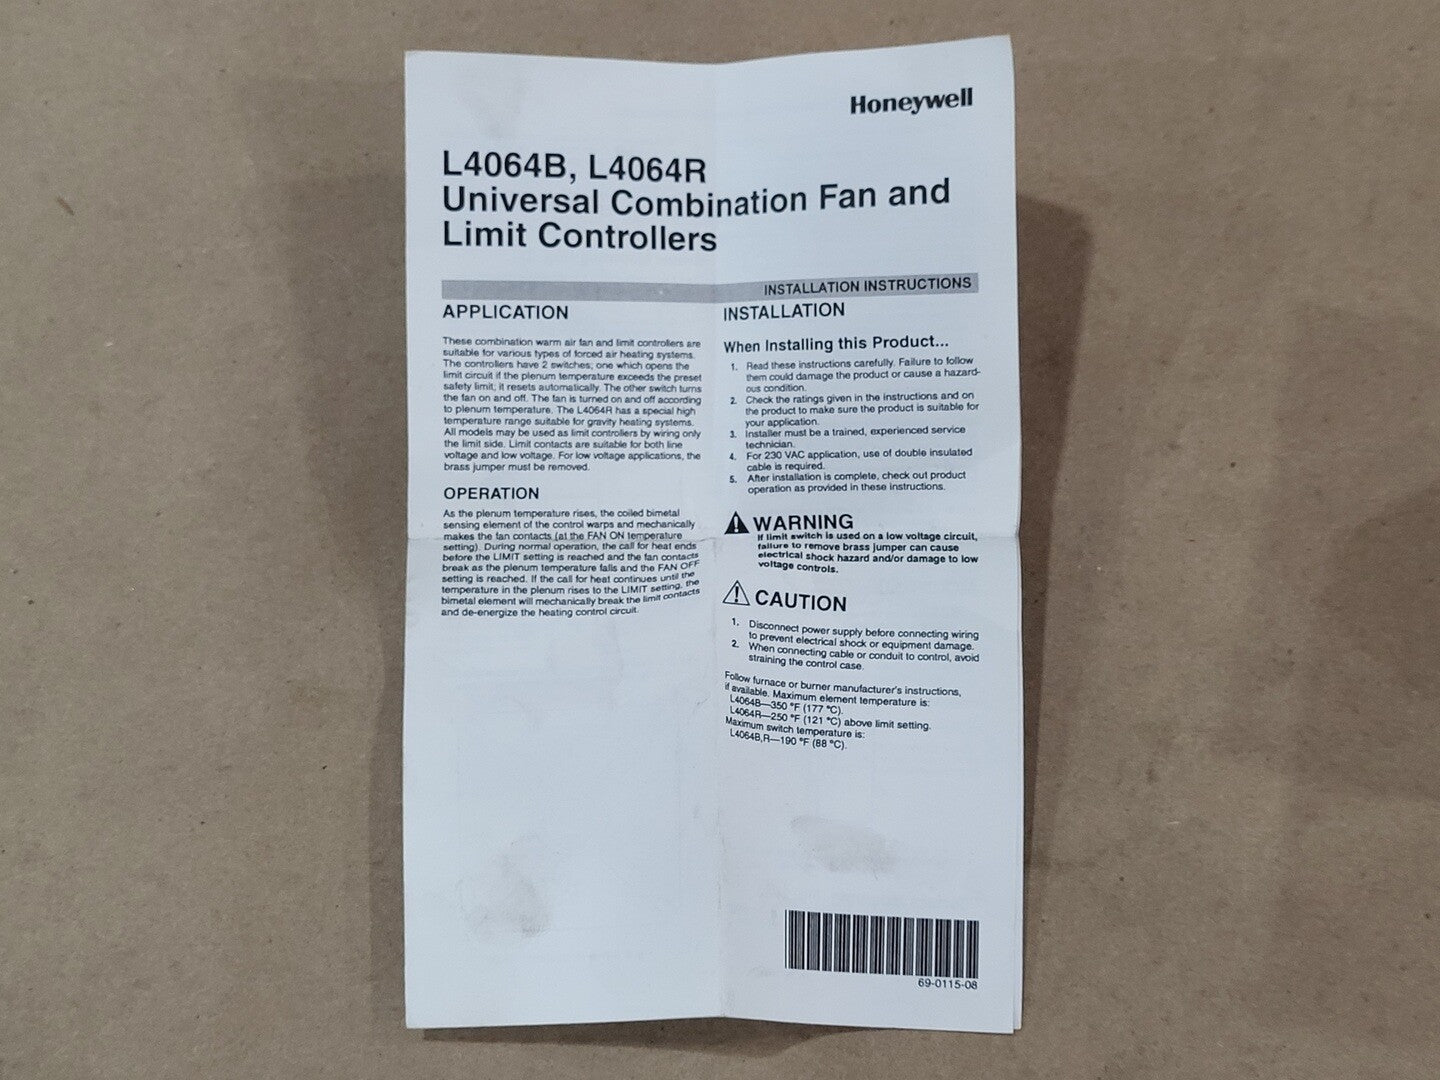 Honeywell
L4064B, L4064R
Universal Combination Fan and
Limit Controllers
INSTALLATION INSTRUCTIONS
APPLICATION
These combination warm air fan and limit controllers are
suitable for various types of forced air heating systems.
The controllers have 2 switches; one which opens the
limit circuit if the plenum temperature exceeds the preset
safety limit; it resets automatically. The other switch turns
the fan on and off. The fan is turned on and off according
to plenum temperature. The L4064R has a special high
temperature range suitable for gravity heating systems.
All models may be used as limit controllers by wiring only
the limit side. Limit contacts are suitable for both line
voltage and low voltage. For low voltage applications, the
brass jumper must be removed.
OPERATION
As the plenum temperature rises, the coiled bimetal
sensing element of the control warps and mechanically
makes the fan contacts (at the FAN ON temperature
setting). During normal operation, the call for heat ends
before the LIMIT setting is reached and the fan contacts
break as the plenum temperature falls and the FAN OFF
setting is reached. If the call for heat continues until the
temperature in the plenum rises to the LIMIT setting, the
bimetal element will mechanically break the limit contacts
and de-energize the heating control circuit.
INSTALLATION
When Installing this Product...
1. Read these instructions carefully. Failure to follow
them could damage the product or cause a hazard-
ous condition.
2. Check the ratings given in the instructions and on
the product to make sure the product is suitable for
your application.
3. Installer must be a trained, experienced service
technician.
4. For 230 VAC application, use of double insulated
cable is required.
5. After installation is complete, check out product
operation as provided in these instructions.
WARNING
If limit switch is used on a low voltage circuit,
failure to remove brass jumper can cause
electrical shock hazard and/or damage to low
voltage controls.
CAUTION
1. Disconnect power supply before connecting wiring
to prevent electrical shock or equipment damage.
2. When connecting cable or conduit to control, avoid
straining the control case.
Follow furnace or burner manufacturer's instructions,
if available. Maximum element temperature is:
L4064B—350 °F (177 °C).
L4064R—250 °F (121 °C) above limit setting.
Maximum switch temperature is:
L4064B,R—190 °F (88 °C).
69-0115-08